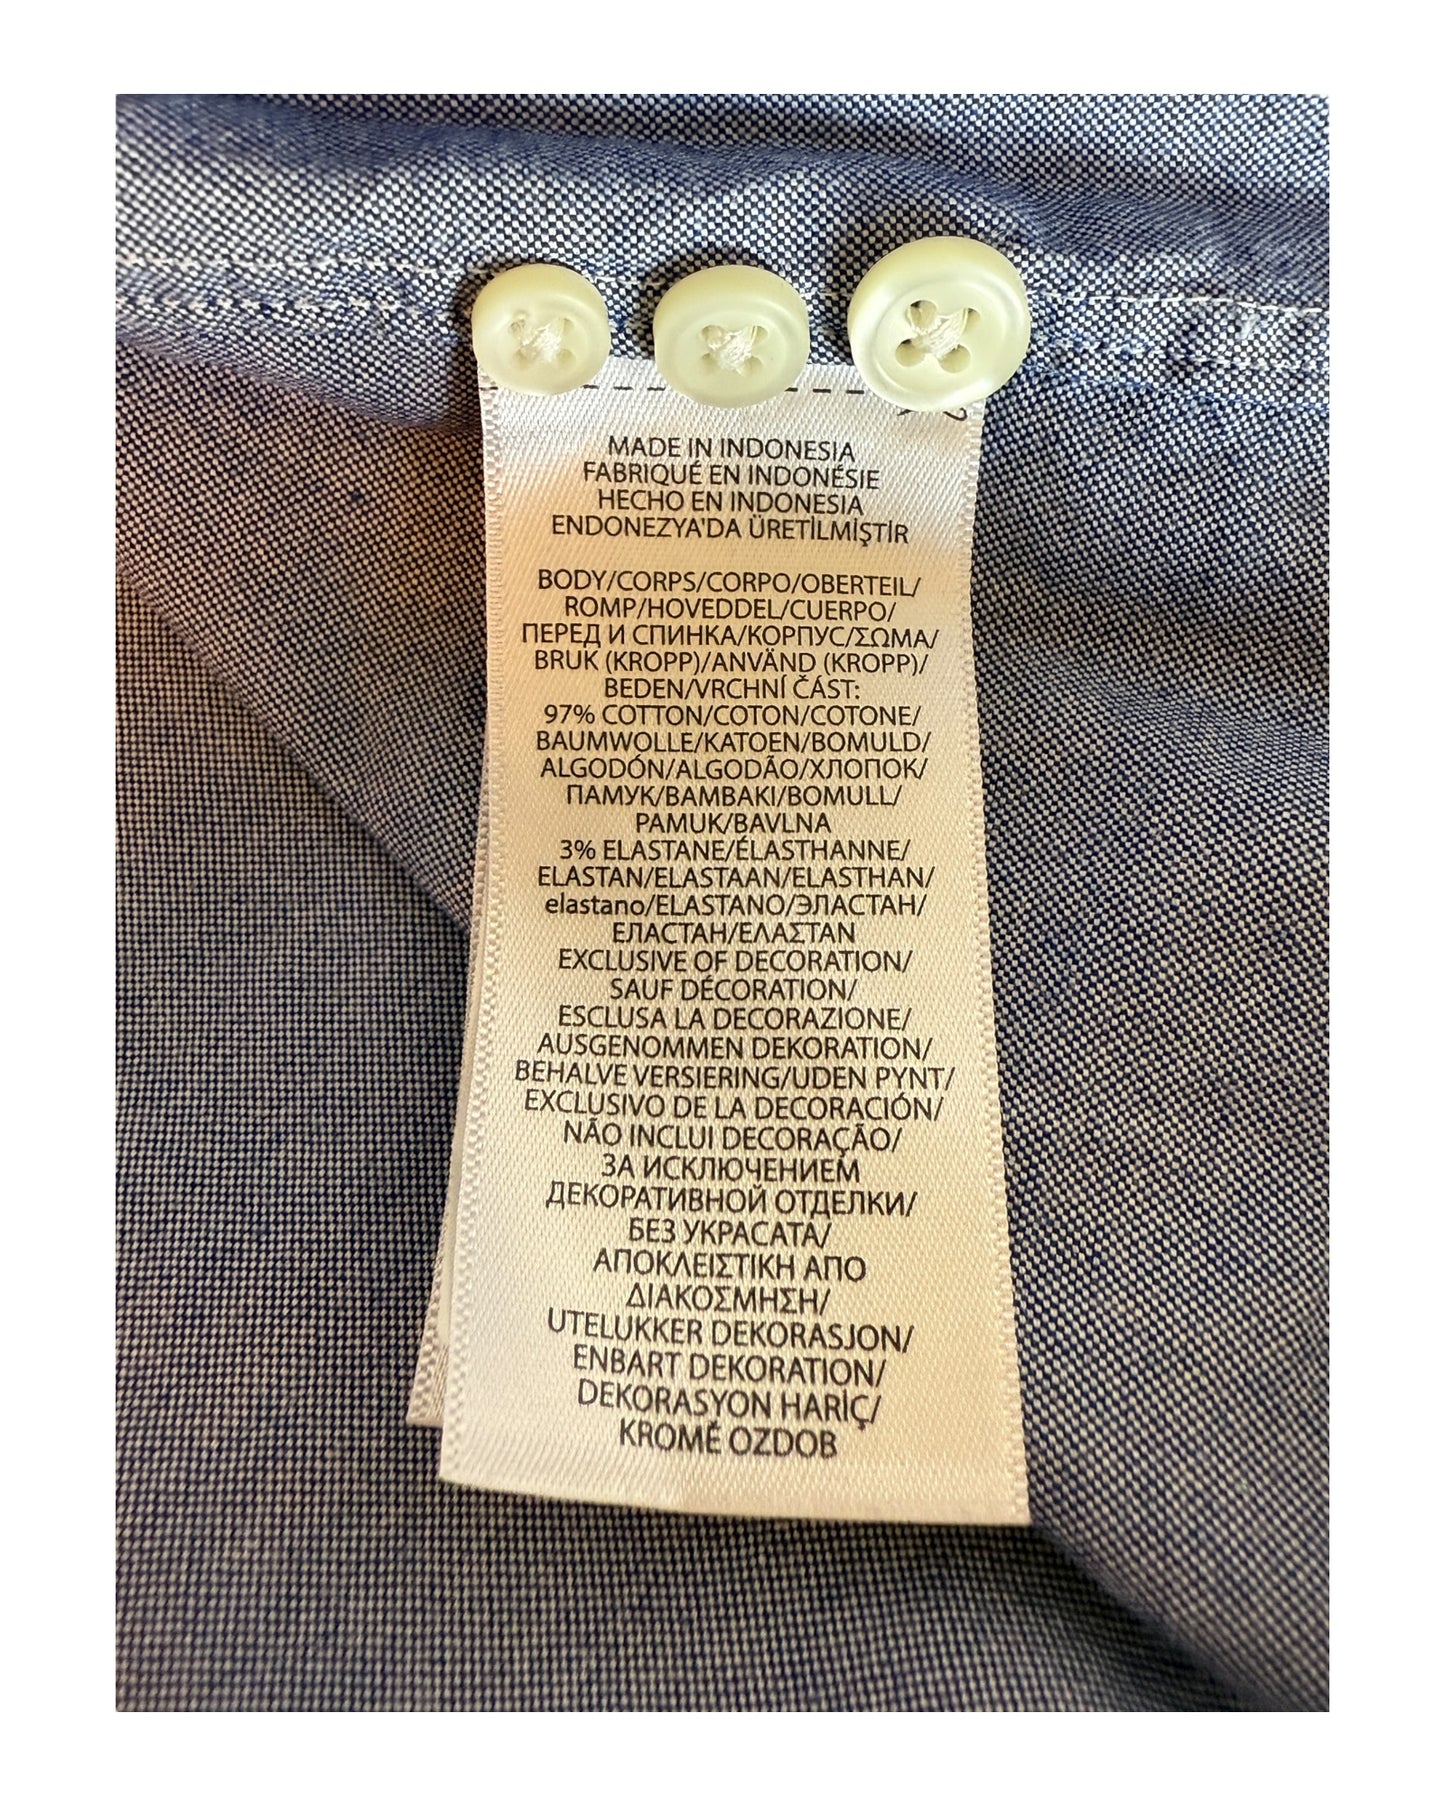 MADE IN INDONESIA
FABRIQUÉ EN INDONÉSIE
HECHO EN INDONESIA
ENDONEZYA'DA ÜRETİLMİŞTİR
BODY/CORPS/CORPO/OBERTEIL/
ROMP/HOVEDDEL/CUERPO/
ПЕРЕД И СПИНКА/КОРПУС/ΣΩΜΑ/
BRUK (KROPP)/ANVÄND (KROPP)/
BEDEN/VRCHNÍ ČÁST:
97% COTTON/COTON/COTONE/
BAUMWOLLE/KATOEN/BOMULD/
ALGODÓN/ALGODÃO/ХЛОПОК/
ПАМУК/ΒΑΜΒΑΚΙ/BOMULL/
PAMUK/BAVLNA
3% ELASTANE/ÉLASTHANNE/
ELASTAN/ELASTAAN/ELASTHAN/
elastano/ELASTANO/ЭЛАСТАН/
ЕЛАСТАН/ΕΛΑΣΤΑΝ
EXCLUSIVE OF DECORATION/
SAUF DÉCORATION/
ESCLUSA LA DECORAZIONE/
AUSGENOMMEN DEKORATION/
BEHALVE VERSIERING/UDEN PYNT/
EXCLUSIVO DE LA DECORACIÓN/
NÃO INCLUI DECORAÇÃO/
ЗА ИСКЛЮЧЕНИЕМ
ДЕКОРАТИВНОЙ ОТДЕЛКИ/
БЕЗ УКРАСАТА/
ΑΠΟΚΛΕΙΣΤΙΚΗ ΑΠΟ
ΔΙΑΚΟΣΜΗΣΗ/
UTELUKKER DEKORASJON/
ENBART DEKORATION/
DEKORASYON HARİÇ/
KROMĚ OZDOB